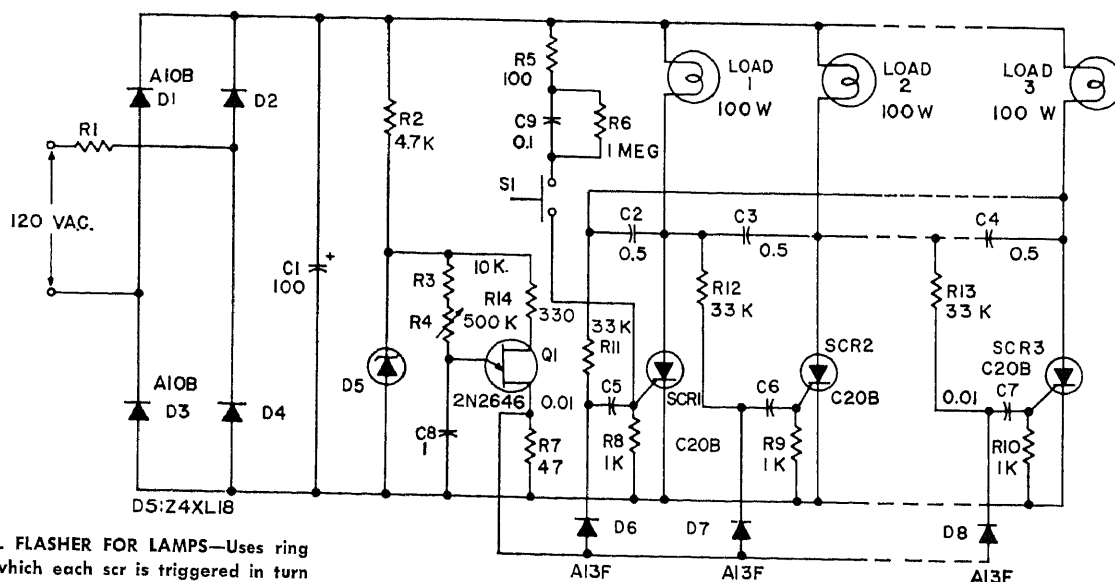 A10B
D1
D2
R1
120 VAC.
C1
100
+
A10B
D3
D4
D5:Z4XL18
R2
4.7K
D5
R3
10K.
R4
500K
R14
330
Q1
2N2646
C8
1
0.01
R7
47
R5
100
C9
0.1
R6
1 MEG
S1
LOAD
1
100 W
LOAD
2
100W
LOAD
3
100 W
C2
0.5
C3
0.5
C4
0.5
33K
R11
R12
33 K
R13
33 K
C5
SCR1
C20B
R8
1K
C6
SCR2
C20B
R9
1K
0.01
C7
SCR3
C20B
R10
1K
D6
A13F
D7
A13F
D8
A13F
L FLASHER FOR LAMPS—Uses ring
which each scr is triggered in turn